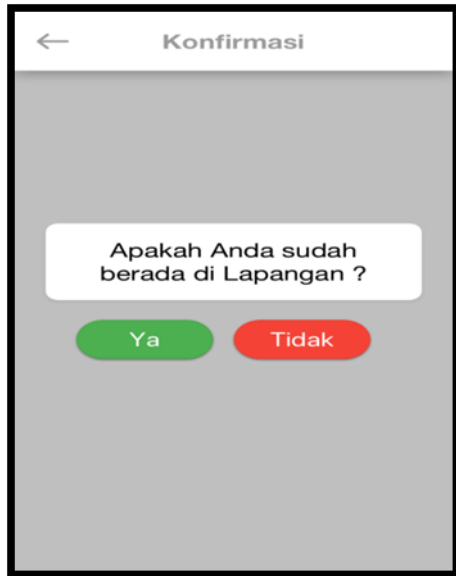 Konfirmasi
Apakah Anda sudah
berada di Lapangan ?
Ya
Tidak